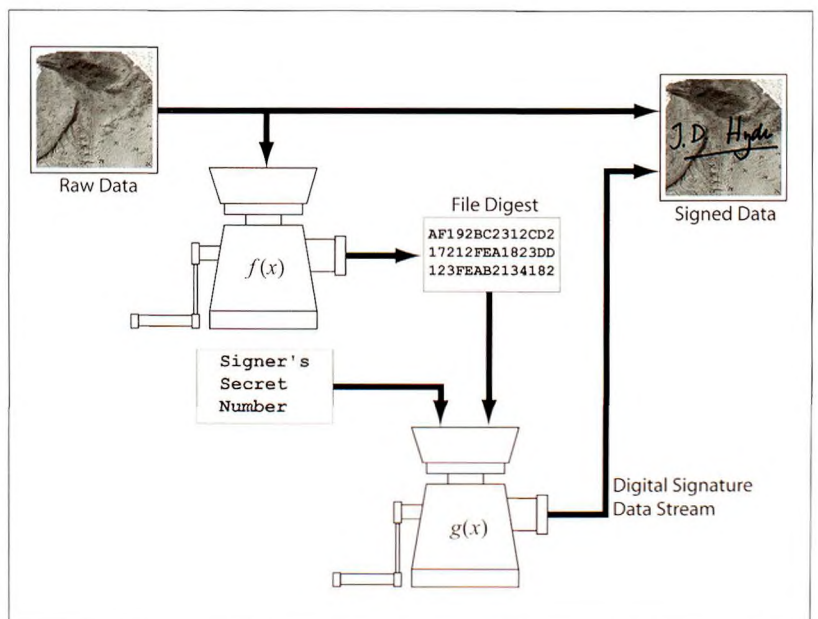 J.D. Hyde
Raw Data
Signed Data
File Digest
AF192BC2312CD2
17212FEA1823DD
123FEAB2134182
f(x)
Signer's
Secret
Number
Digital Signature
Data Stream
g(x)